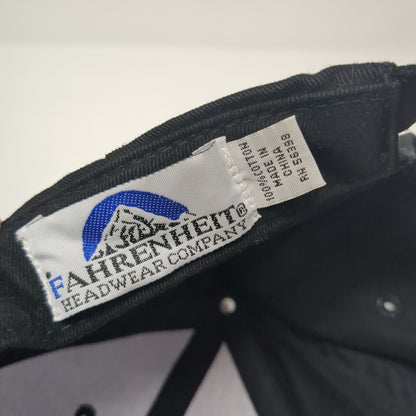 FAHRENHEIT®
HEADWEAR COMPANY
100% COTTON
MADE IN
CHINA
RN 56398